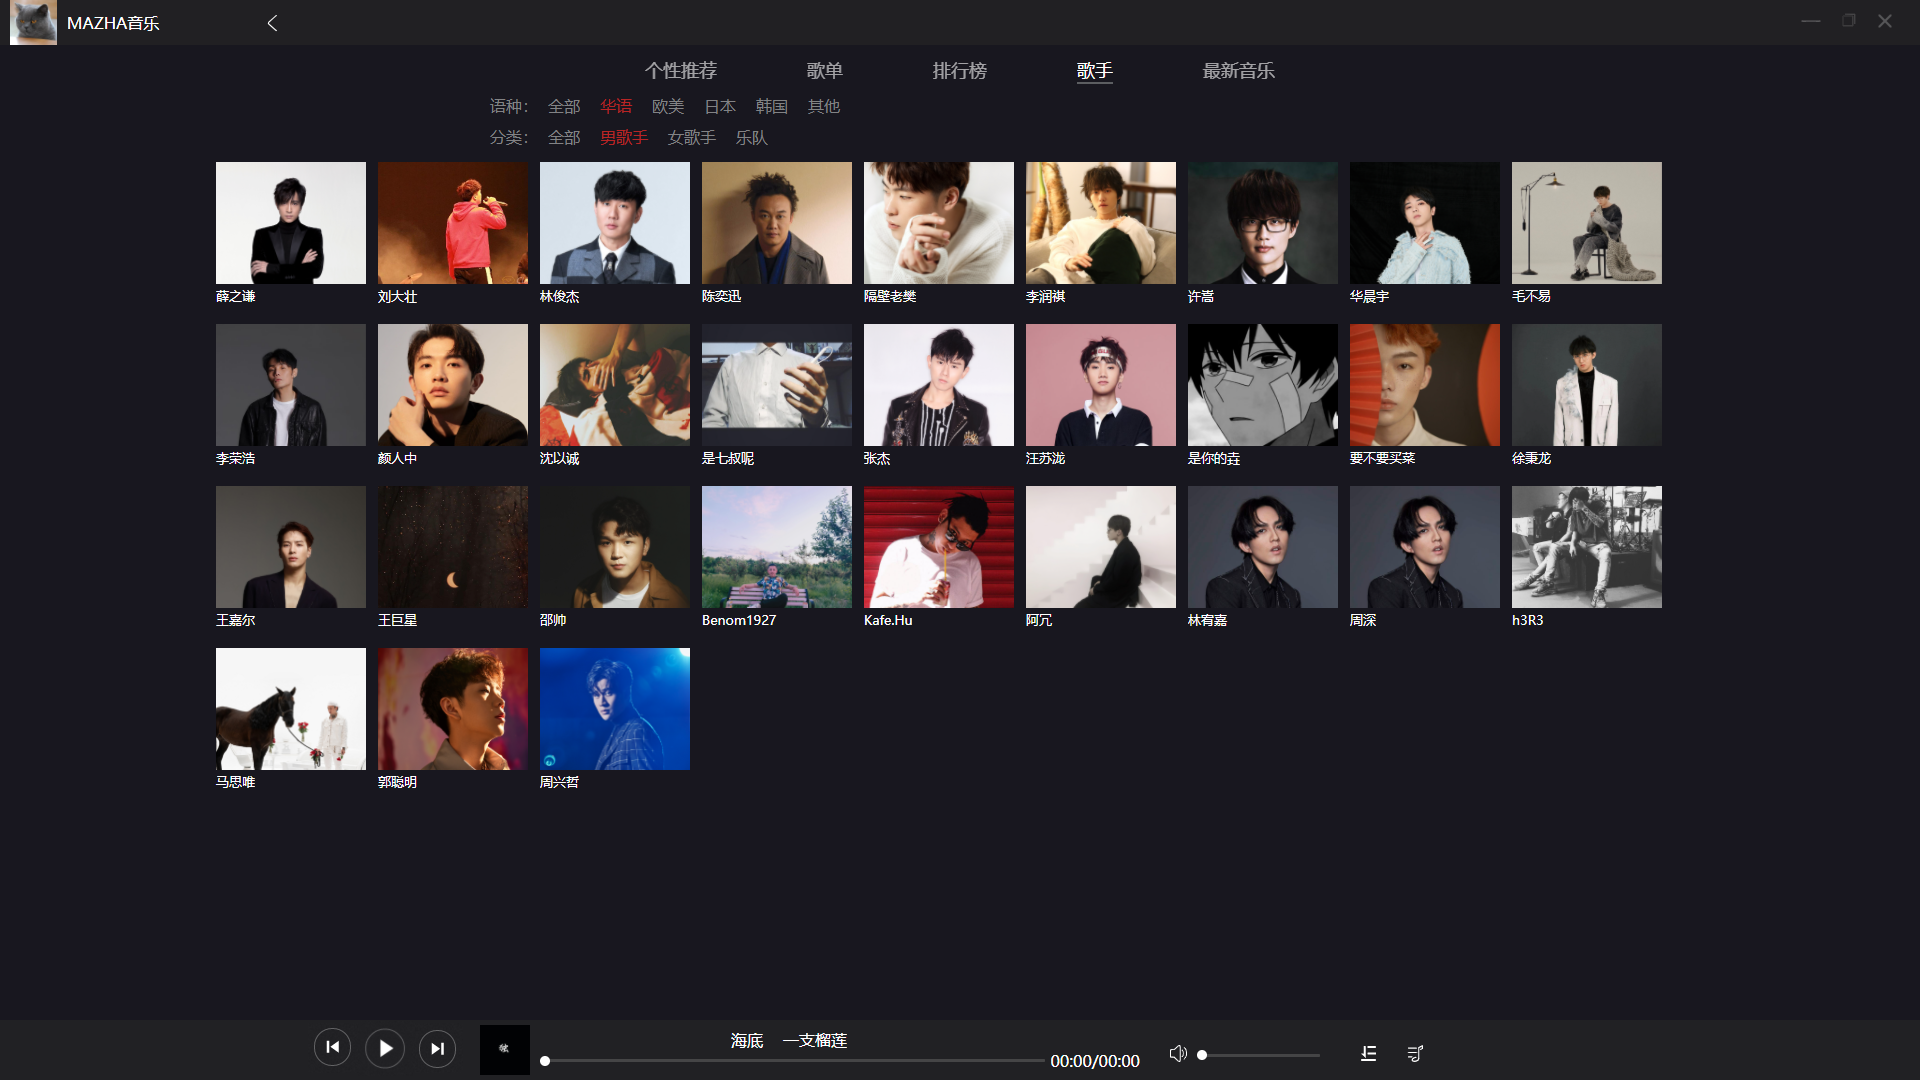 MAZHA音乐
个性推荐 歌单 排行榜 歌手 最新音乐
语种： 全部 华语 欧美 日本 韩国 其他
分类： 全部 男歌手 女歌手 乐队
薛之谦 刘大壮 林俊杰 陈奕迅 隔壁老樊 李润祺 许嵩 华晨宇 毛不易
李荣浩 颜人中 沈以诚 是七叔呢 张杰 汪苏泷 是你的垚 要不要买菜 徐秉龙
王嘉尔 王巨星 邵帅 Benom1927 Kafe.Hu 阿冗 林宥嘉 周深 h3R3
马思唯 郭聪明 周兴哲
海底 一支榴莲
00:00/00:00